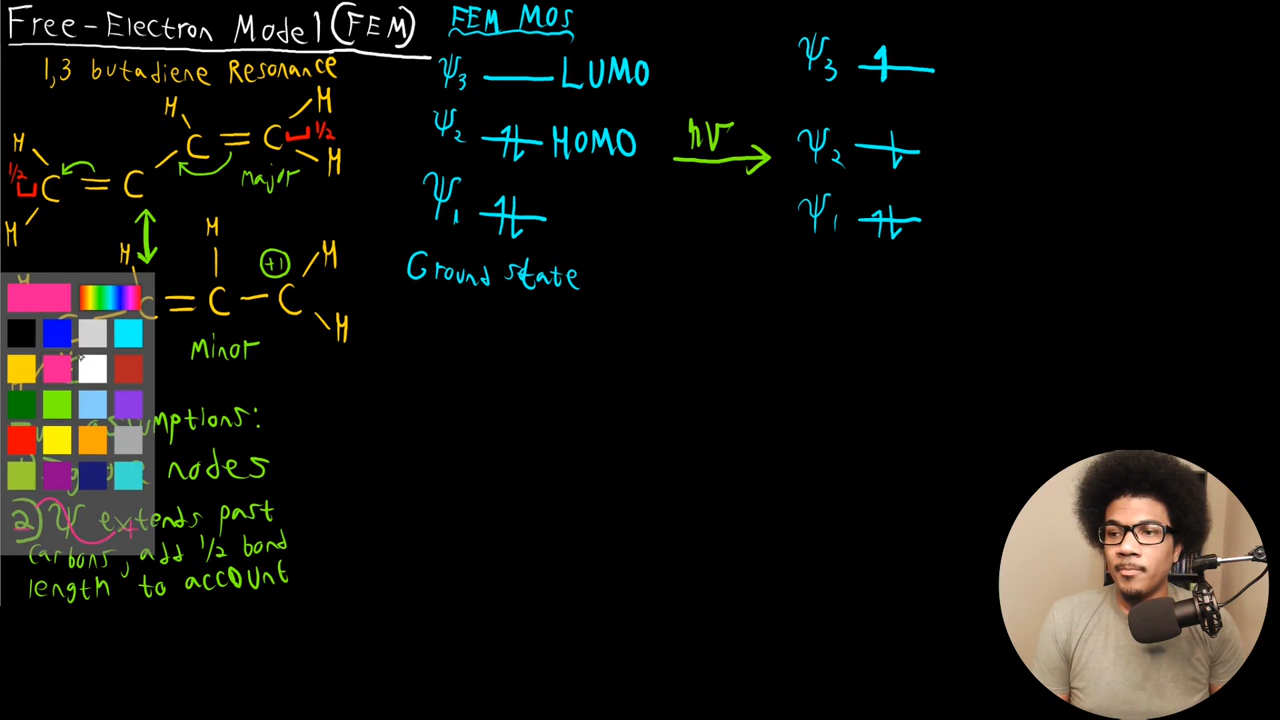 Free-Electron Model (FEM)
1,3 butadiene Resonance
H
H
C = C
1/2
H
major
H
1/2
C = C
H
H
H
+1
H
C = C - C
H
Minor
umptions:
nodes
2) Ψ extends past
carbons, add 1/2 bond
length to account
FEM MOs
Ψ3 LUMO
Ψ2 HOMO
Ψ1
Ground state
hν
Ψ3
Ψ2
Ψ1